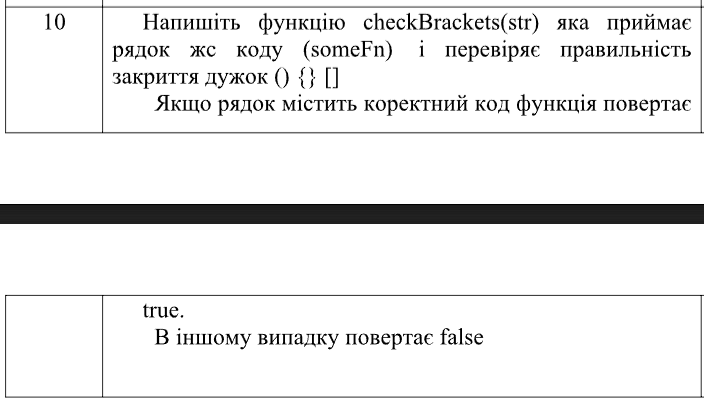 10
Напишіть функцію checkBrackets(str) яка приймає
рядок жс коду (someFn) і перевіряє правильність
закриття дужок () {} []
Якщо рядок містить коректний код функція повертає
true.
В іншому випадку повертає false